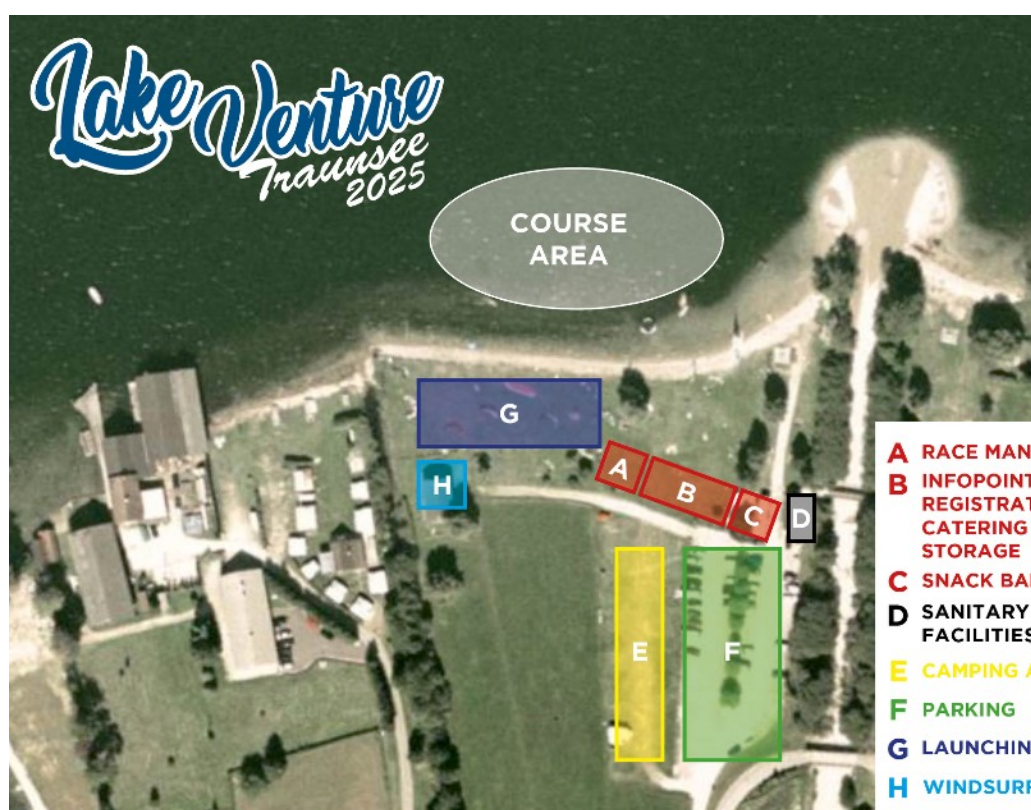 Lake Venture
Traunsee
2025
COURSE
AREA
G
H
A
B
C
D
E
F
A RACE MAN
B INFOPOINT
REGISTRAT
CATERING
STORAGE
C SNACK BA
D SANITARY
FACILITIES
E CAMPING A
F PARKING
G LAUNCHIN
H WINDSURF